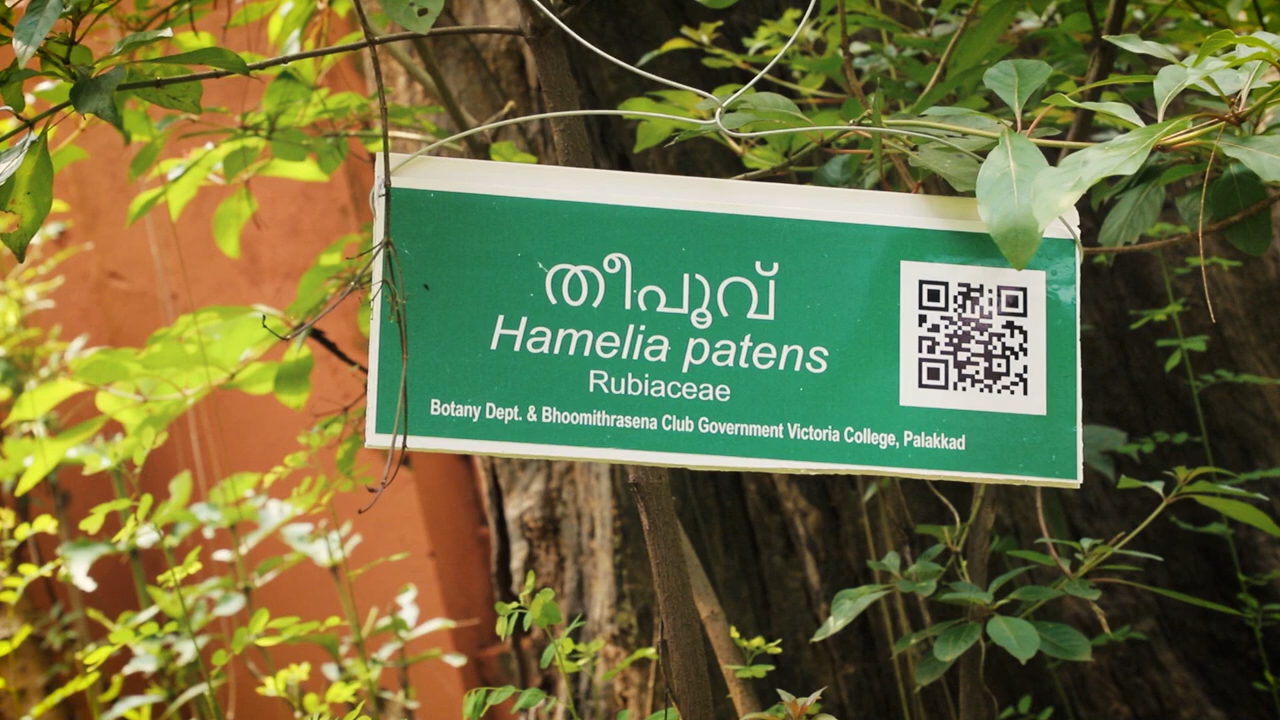 തീപൂവ്
Hamelia patens
Rubiaceae
Botany Dept. & Bhoomithrasena Club Government Victoria College, Palakkad